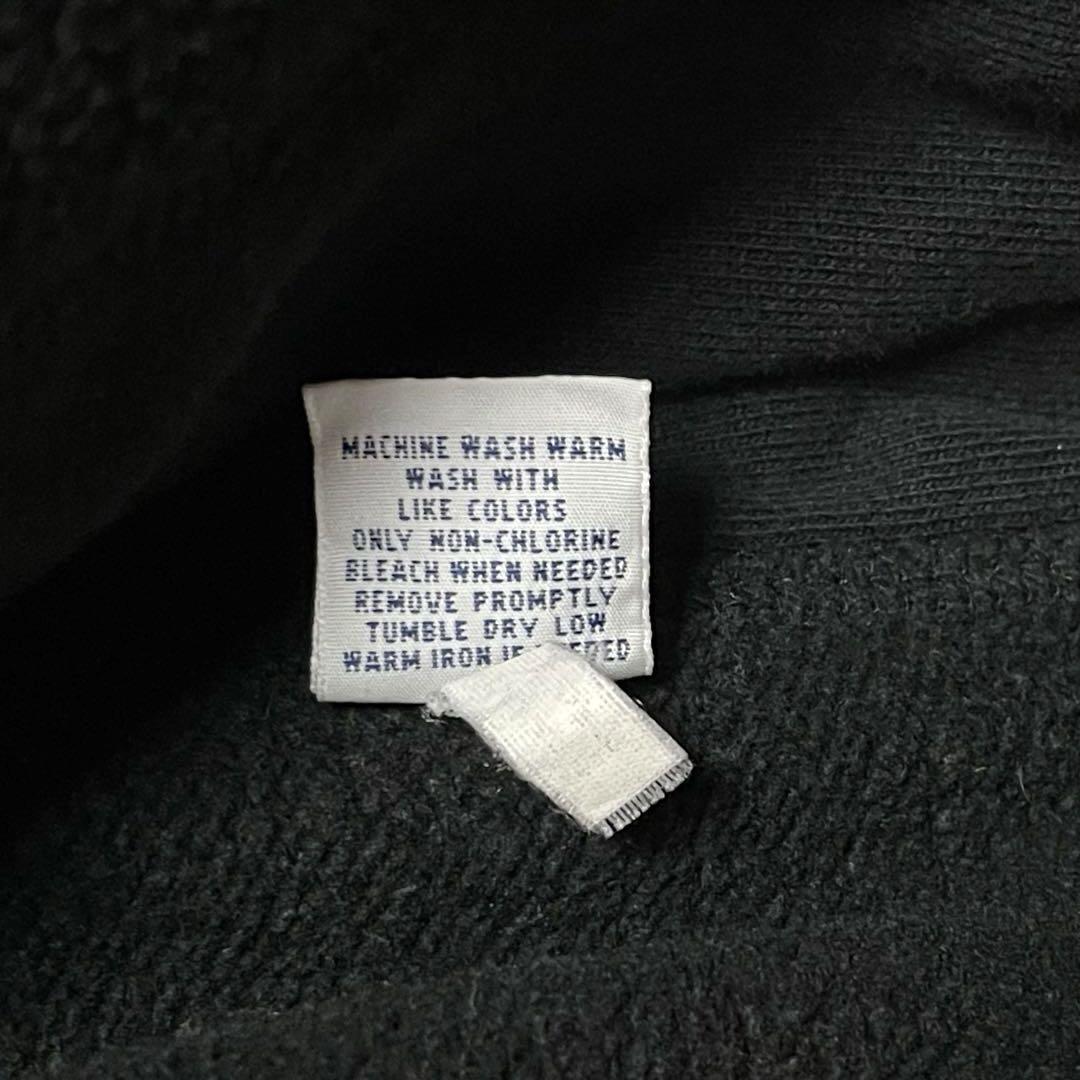 MACHINE WASH WARM
WASH WITH
LIKE COLORS
ONLY NON-CHLORINE
BLEACH WHEN NEEDED
REMOVE PROMPTLY
TUMBLE DRY LOW
WARM IRON IF NEEDED